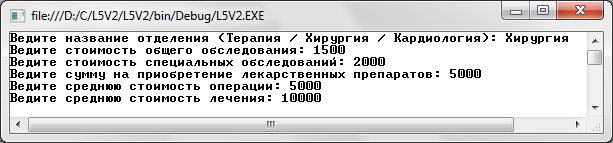 file:///D:/C/L5V2/L5V2/bin/Debug/L5V2.EXE
Ведите название отделения (Терапия / Хирургия / Кардиология): Хирургия
Ведите стоимость общего обследования: 1500
Ведите стоимость специальных обследований: 2000
Ведите сумму на приобретение лекарственных препаратов: 5000
Ведите среднюю стоимость операции: 5000
Ведите среднюю стоимость лечения: 10000